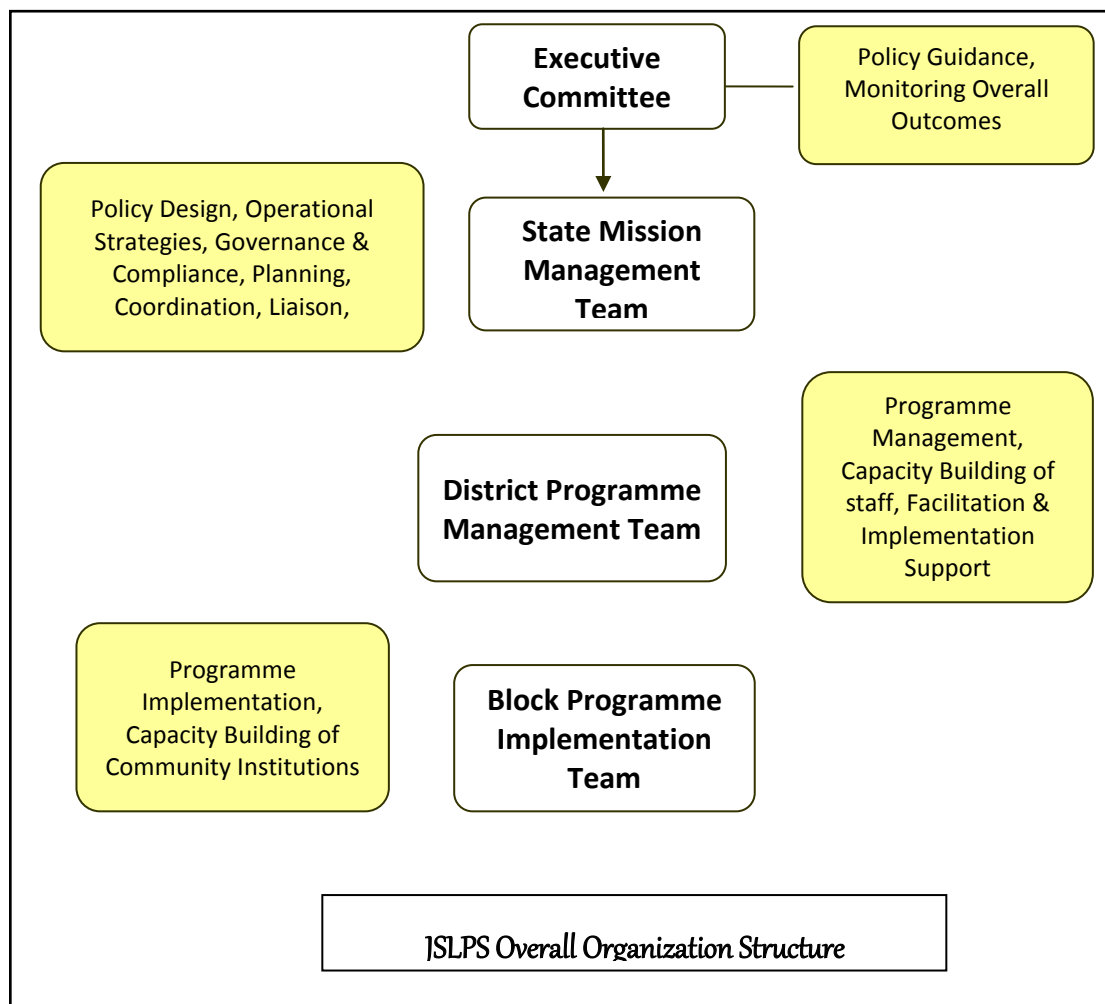 Executive
Committee
Policy Guidance,
Monitoring Overall
Outcomes
Policy Design, Operational
Strategies, Governance &
Compliance, Planning,
Coordination, Liaison,
State Mission
Management
Team
Programme
Management,
Capacity Building of
staff, Facilitation &
Implementation
Support
District Programme
Management Team
Programme
Implementation,
Capacity Building of
Community Institutions
Block Programme
Implementation
Team
JSLPS Overall Organization Structure